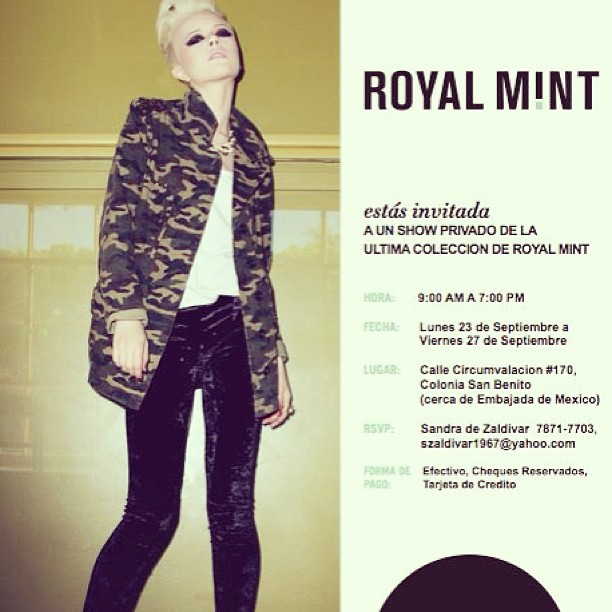 ROYAL M!NT
estás invitada
A UN SHOW PRIVADO DE LA
ULTIMA COLECCION DE ROYAL MINT
HORA: 9:00 AM A 7:00 PM
FECHA: Lunes 23 de Septiembre a
Viernes 27 de Septiembre
LUGAR: Calle Circumvalacion #170,
Colonia San Benito
(cerca de Embajada de Mexico)
RSVP: Sandra de Zaldivar 7871-7703,
szaldivar1967@yahoo.com
FORMA DE PAGO: Efectivo, Cheques Reservados,
Tarjeta de Credito